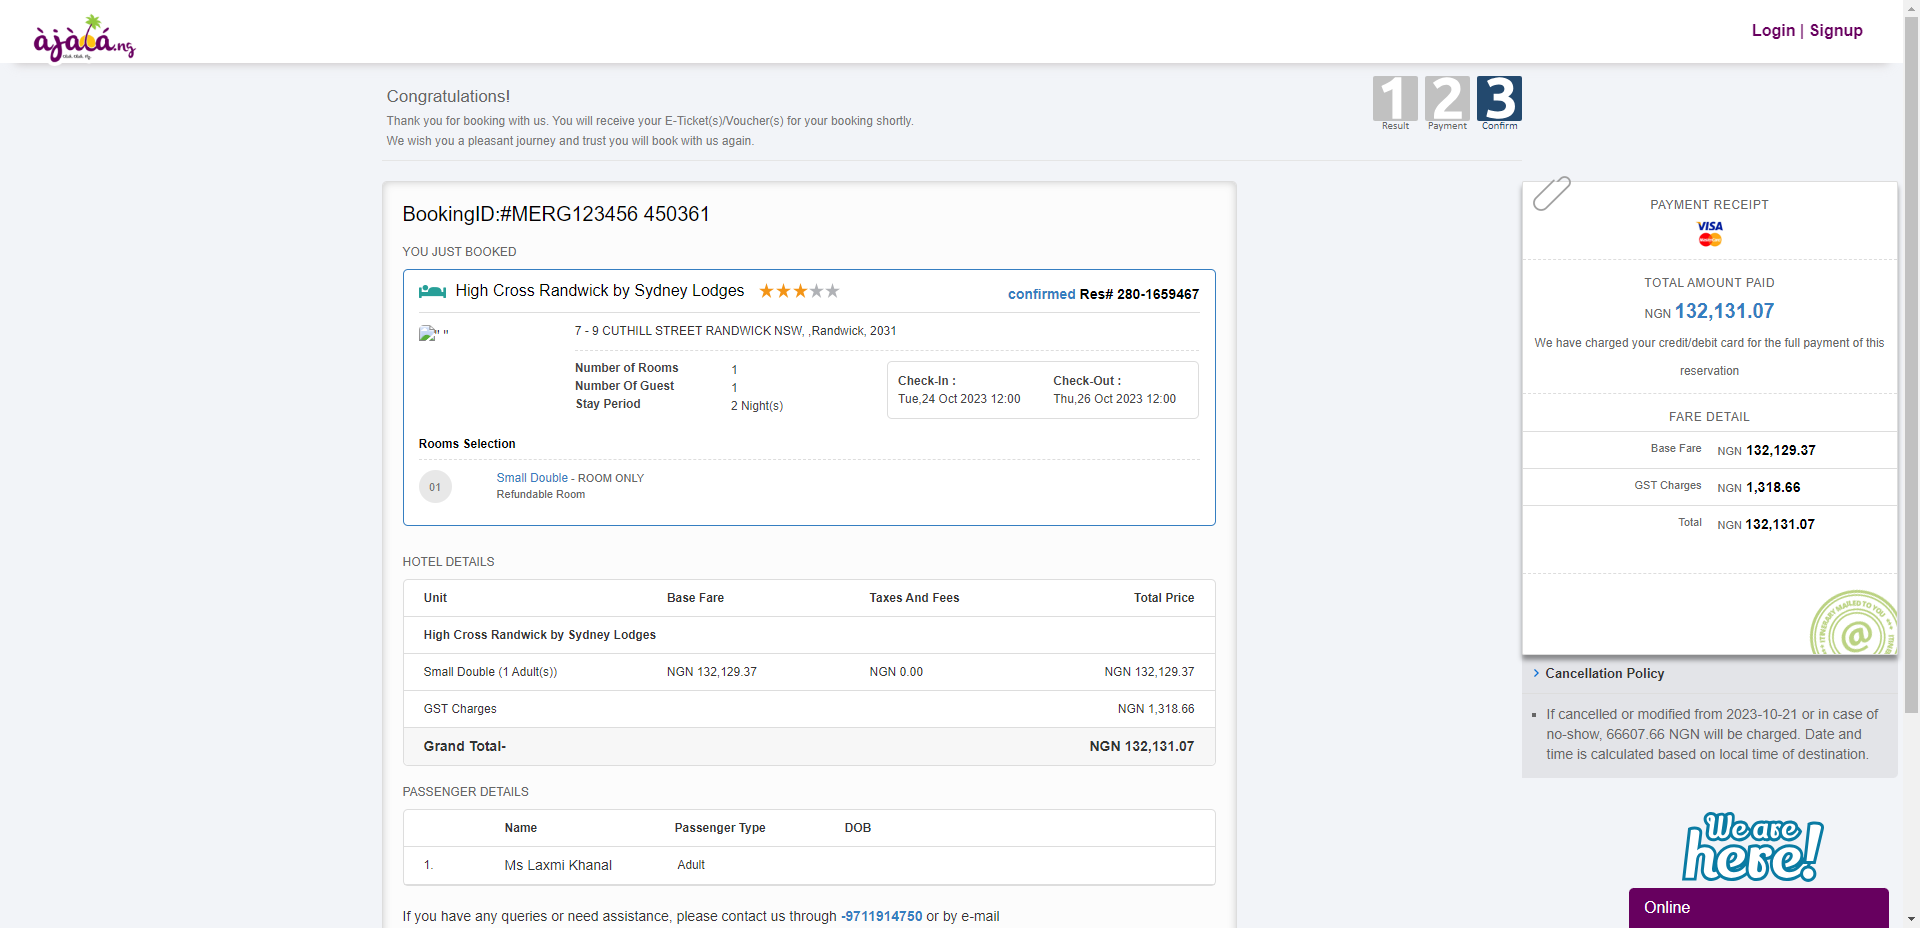 àjàlá.ng
Login | Signup
Congratulations!
Thank you for booking with us. You will receive your E-Ticket(s)/Voucher(s) for your booking shortly.
We wish you a pleasant journey and trust you will book with us again.
1 2 3
Result Payment Confirm
BookingID:#MERG123456 450361
YOU JUST BOOKED
High Cross Randwick by Sydney Lodges
confirmed Res# 280-1659467
" "
7 - 9 CUTHILL STREET RANDWICK NSW, ,Randwick, 2031
Number of Rooms 1
Number Of Guest 1
Stay Period 2 Night(s)
Check-In : Check-Out :
Tue,24 Oct 2023 12:00 Thu,26 Oct 2023 12:00
Rooms Selection
01 Small Double - ROOM ONLY
Refundable Room
HOTEL DETAILS
Unit Base Fare Taxes And Fees Total Price
High Cross Randwick by Sydney Lodges
Small Double (1 Adult(s)) NGN 132,129.37 NGN 0.00 NGN 132,129.37
GST Charges NGN 1,318.66
Grand Total- NGN 132,131.07
PASSENGER DETAILS
Name Passenger Type DOB
1. Ms Laxmi Khanal Adult
If you have any queries or need assistance, please contact us through -9711914750 or by e-mail
PAYMENT RECEIPT
VISA
TOTAL AMOUNT PAID
NGN 132,131.07
We have charged your credit/debit card for the full payment of this
reservation
FARE DETAIL
Base Fare NGN 132,129.37
GST Charges NGN 1,318.66
Total NGN 132,131.07
ITINERARY MAILED TO YOU
@
Cancellation Policy
If cancelled or modified from 2023-10-21 or in case of
no-show, 66607.66 NGN will be charged. Date and
time is calculated based on local time of destination.
We are
here!
Online